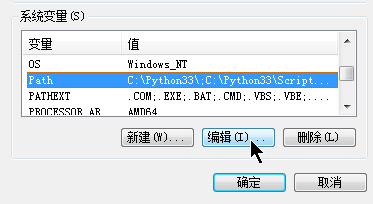 系统变量(S)
变量 值
OS Windows_NT
Path C:\Python33\;C:\Python33\Script...
PATHEXT .COM;.EXE;.BAT;.CMD;.VBS;.VBE;....
PROCESSOR_AR AMD64
新建(W)... 编辑(I)... 删除(L)
确定 取消